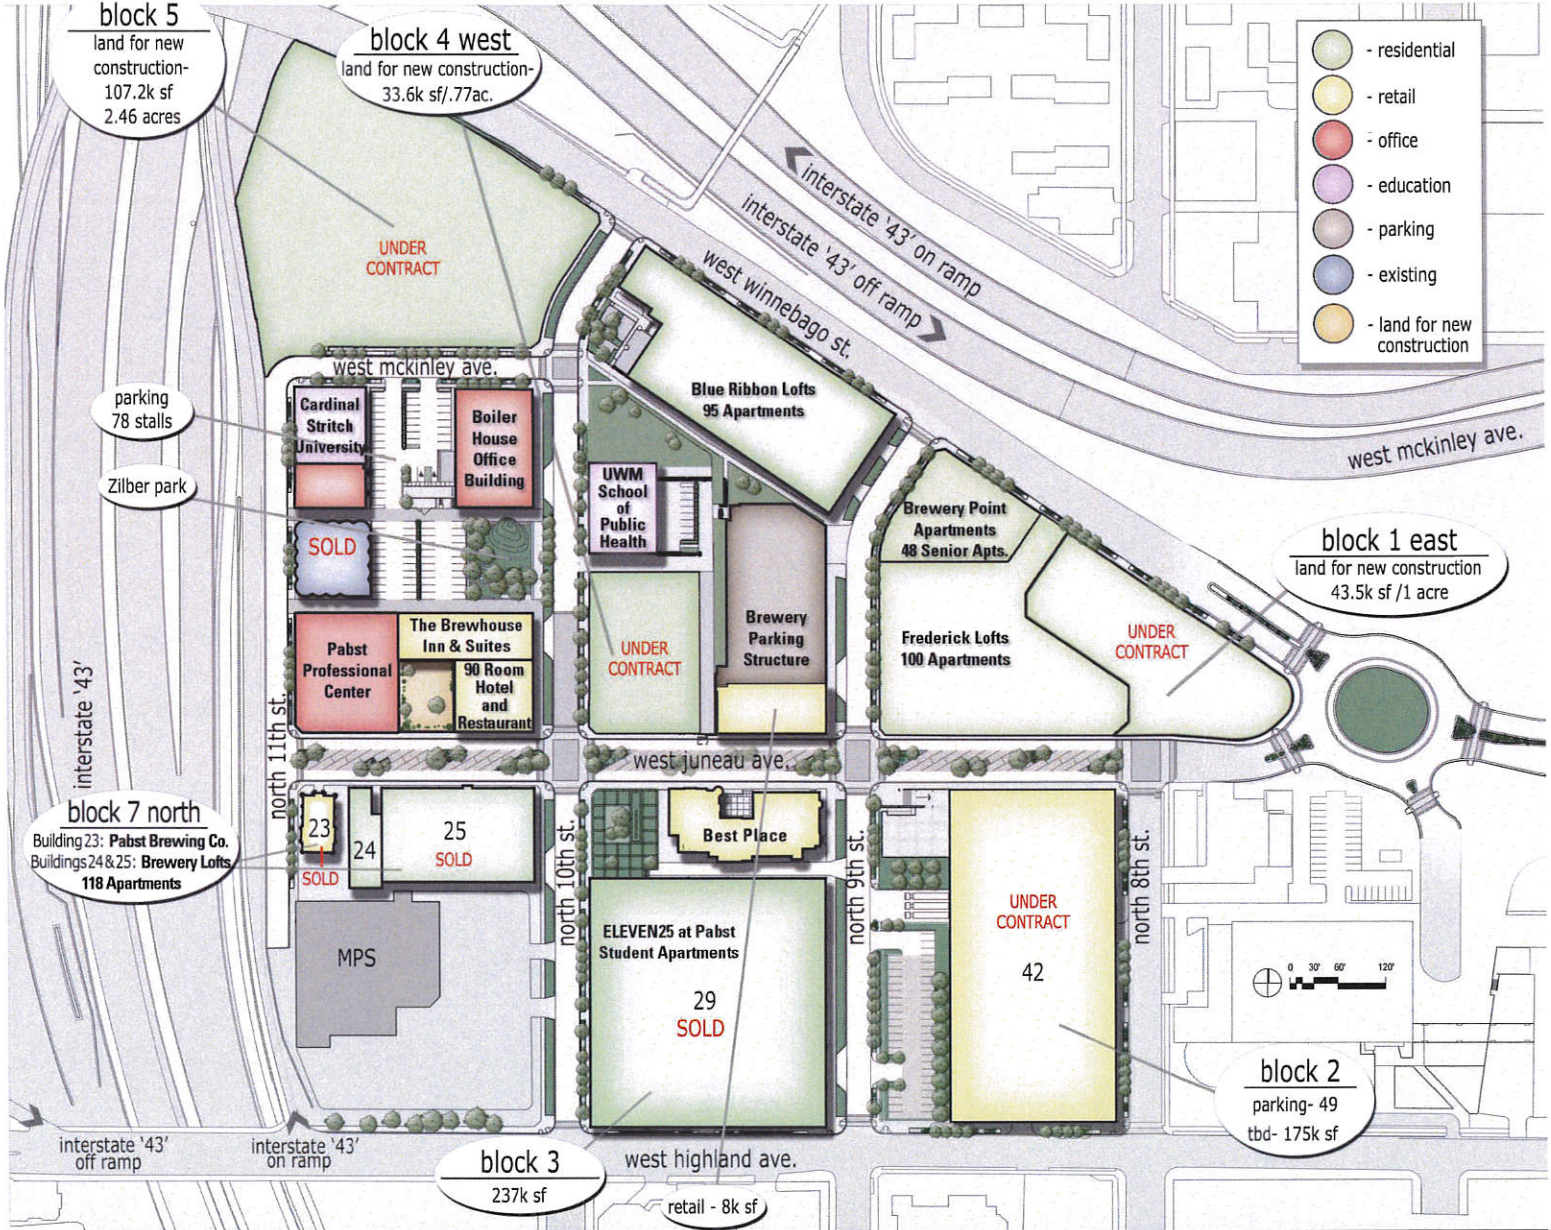 block 5
land for new
construction-
107.2k sf
2.46 acres
block 4 west
land for new construction-
33.6k sf/.77ac.
- residential
- retail
- office
- education
- parking
- existing
- land for new
construction
interstate '43' on ramp
interstate '43' off ramp
west winnebago st.
west mckinley ave.
UNDER
CONTRACT
west mckinley ave.
parking
78 stalls
Zilber park
Cardinal
Stritch
University
Boiler
House
Office
Building
SOLD
Blue Ribbon Lofts
95 Apartments
UWM
School
of
Public
Health
Brewery Point
Apartments
48 Senior Apts.
block 1 east
land for new construction
43.5k sf /1 acre
Pabst
Professional
Center
The Brewhouse
Inn & Suites
90 Room
Hotel
and
Restaurant
UNDER
CONTRACT
Brewery
Parking
Structure
Frederick Lofts
100 Apartments
UNDER
CONTRACT
interstate '43'
north 11th st.
west juneau ave.
block 7 north
Building 23: Pabst Brewing Co.
Buildings 24 & 25: Brewery Lofts
118 Apartments
23
SOLD
24
25
SOLD
MPS
north 10th st.
Best Place
north 9th st.
north 8th st.
ELEVEN25 at Pabst
Student Apartments
29
SOLD
UNDER
CONTRACT
42
0 30' 60' 120'
block 2
parking- 49
tbd- 175k sf
interstate '43'
off ramp
interstate '43'
on ramp
block 3
237k sf
west highland ave.
retail - 8k sf